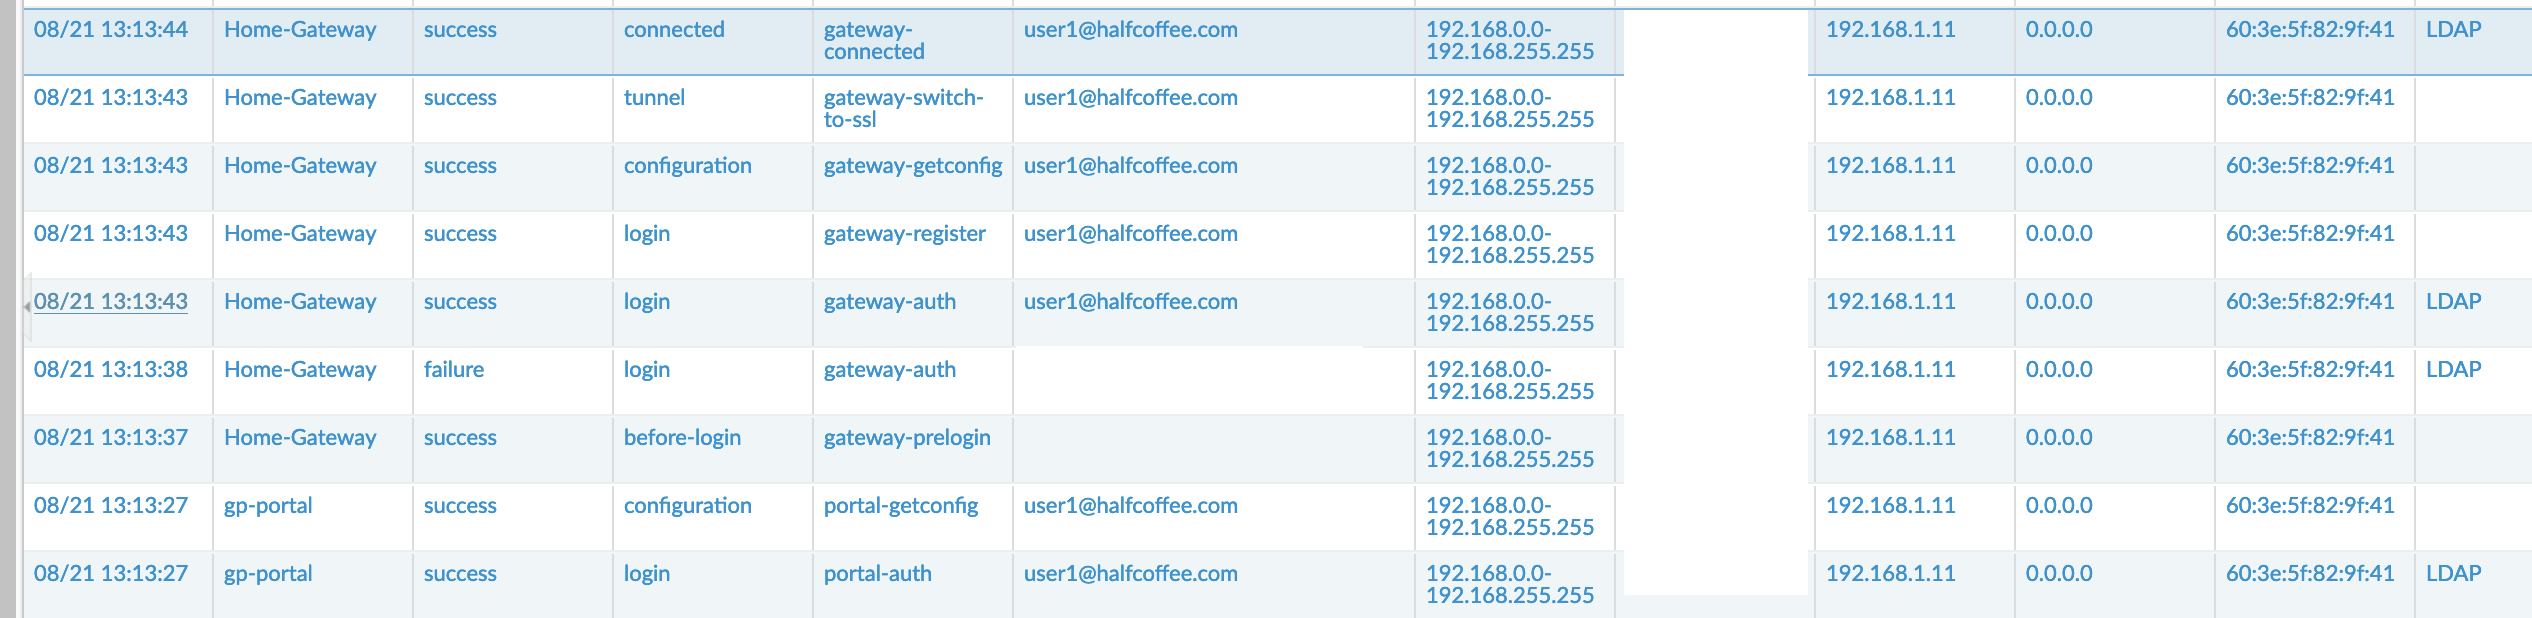 08/21 13:13:44 Home-Gateway success connected gateway- user1@halfcoffee.com 192.168.0.0- 192.168.1.11 0.0.0.0 60:3e:5f:82:9f:41 LDAP
connected 192.168.255.255
08/21 13:13:43 Home-Gateway success tunnel gateway-switch- user1@halfcoffee.com 192.168.0.0- 192.168.1.11 0.0.0.0 60:3e:5f:82:9f:41
to-ssl 192.168.255.255
08/21 13:13:43 Home-Gateway success configuration gateway-getconfig user1@halfcoffee.com 192.168.0.0- 192.168.1.11 0.0.0.0 60:3e:5f:82:9f:41
192.168.255.255
08/21 13:13:43 Home-Gateway success login gateway-register user1@halfcoffee.com 192.168.0.0- 192.168.1.11 0.0.0.0 60:3e:5f:82:9f:41
192.168.255.255
08/21 13:13:43 Home-Gateway success login gateway-auth user1@halfcoffee.com 192.168.0.0- 192.168.1.11 0.0.0.0 60:3e:5f:82:9f:41 LDAP
192.168.255.255
08/21 13:13:38 Home-Gateway failure login gateway-auth 192.168.0.0- 192.168.1.11 0.0.0.0 60:3e:5f:82:9f:41 LDAP
192.168.255.255
08/21 13:13:37 Home-Gateway success before-login gateway-prelogin 192.168.0.0- 192.168.1.11 0.0.0.0 60:3e:5f:82:9f:41
192.168.255.255
08/21 13:13:27 gp-portal success configuration portal-getconfig user1@halfcoffee.com 192.168.0.0- 192.168.1.11 0.0.0.0 60:3e:5f:82:9f:41
192.168.255.255
08/21 13:13:27 gp-portal success login portal-auth user1@halfcoffee.com 192.168.0.0- 192.168.1.11 0.0.0.0 60:3e:5f:82:9f:41 LDAP
192.168.255.255